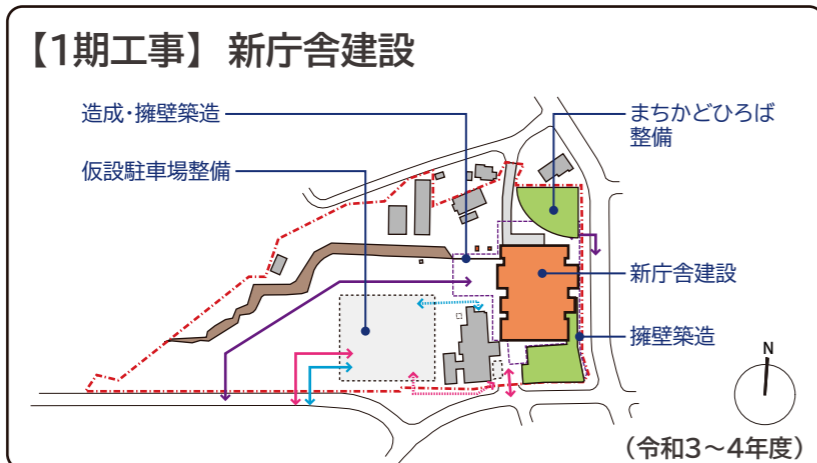 【1期工事】 新庁舎建設
造成・擁壁築造
仮設駐車場整備
まちかどひろば
整備
新庁舎建設
擁壁築造
N
（令和3〜4年度）